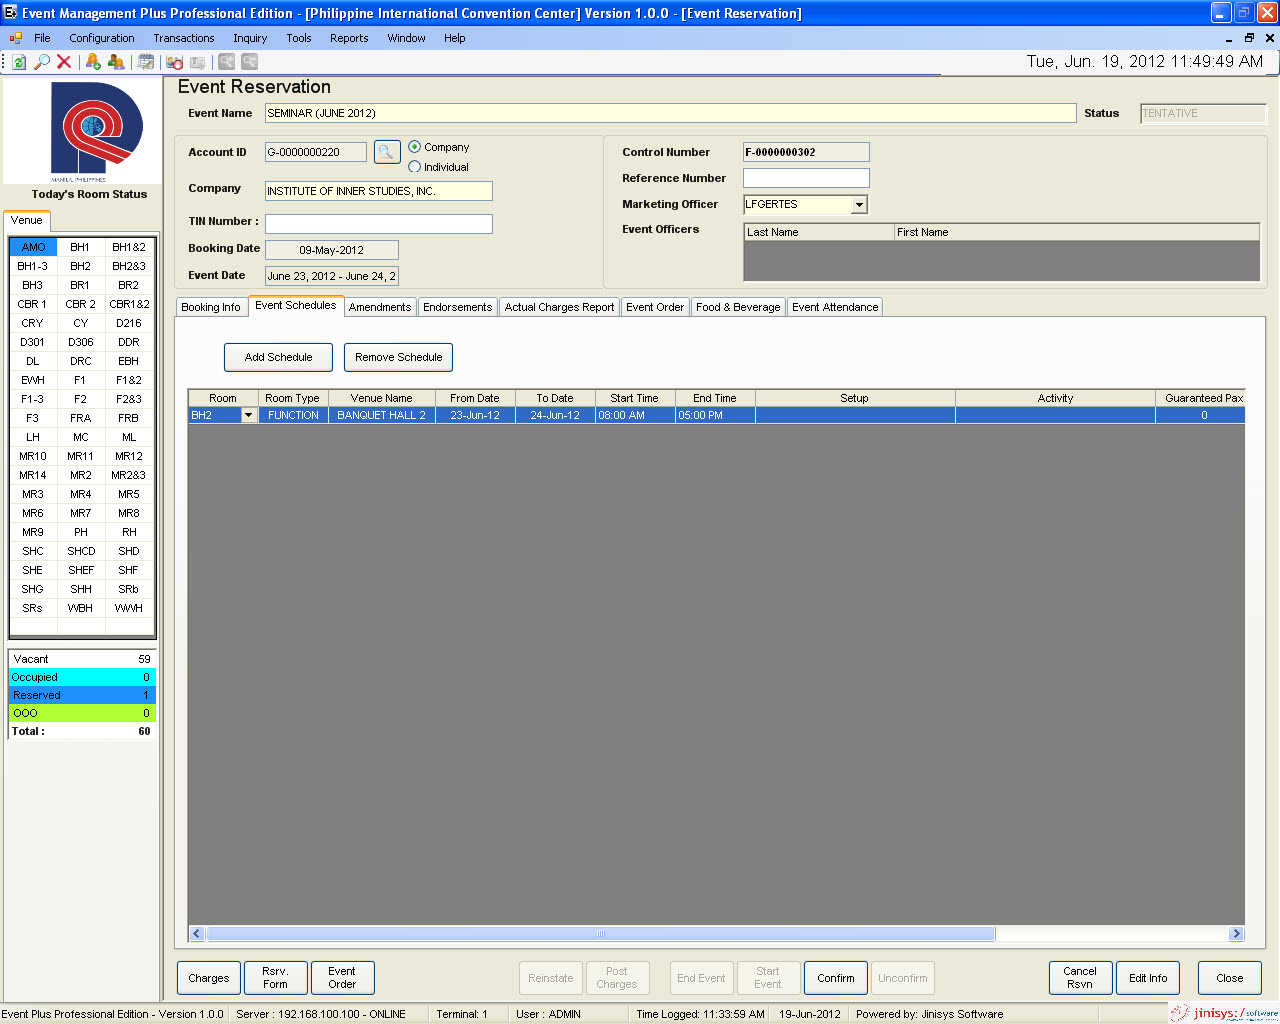 Event Management Plus Professional Edition - [Philippine International Convention Center] Version 1.0.0 - [Event Reservation]
File Configuration Transactions Inquiry Tools Reports Window Help
Tue, Jun. 19, 2012 11:49:49 AM
MANILA, PHILIPPINES
Today's Room Status
Venue
AMO BH1 BH1&2
BH1-3 BH2 BH2&3
BH3 BR1 BR2
CBR 1 CBR 2 CBR1&2
CRY CY D216
D301 D306 DDR
DL DRC EBH
EWH F1 F1&2
F1-3 F2 F2&3
F3 FRA FRB
LH MC ML
MR10 MR11 MR12
MR14 MR2 MR2&3
MR3 MR4 MR5
MR6 MR7 MR8
MR9 PH RH
SHC SHCD SHD
SHE SHEF SHF
SHG SHH SRb
SRs WBH WWH
Vacant 59
Occupied 0
Reserved 1
OOO 0
Total : 60
Event Reservation
Event Name SEMINAR (JUNE 2012) Status TENTATIVE
Account ID G-0000000220 Company
Individual
Company INSTITUTE OF INNER STUDIES, INC.
TIN Number :
Booking Date 09-May-2012
Event Date June 23, 2012 - June 24, 2
Control Number F-0000000302
Reference Number
Marketing Officer LFGERTES
Event Officers Last Name First Name
Booking Info Event Schedules Amendments Endorsements Actual Charges Report Event Order Food & Beverage Event Attendance
Add Schedule Remove Schedule
Room Room Type Venue Name From Date To Date Start Time End Time Setup Activity Guaranteed Pax
BH2 FUNCTION BANQUET HALL 2 23-Jun-12 24-Jun-12 08:00 AM 05:00 PM 0
Charges Rsrv. Form Event Order Reinstate Post Charges End Event Start Event Confirm Unconfirm Cancel Rsvn Edit Info Close
Event Plus Professional Edition - Version 1.0.0 Server : 192.168.100.100 - ONLINE Terminal: 1 User : ADMIN Time Logged: 11:33:59 AM 19-Jun-2012 Powered by: Jinisys Software
jinisys:/software